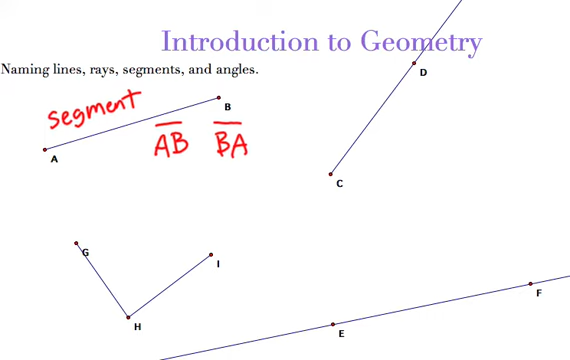 Introduction to Geometry
Naming lines, rays, segments, and angles.
segment
A
B
AB BA
C
D
G
H
I
E
F